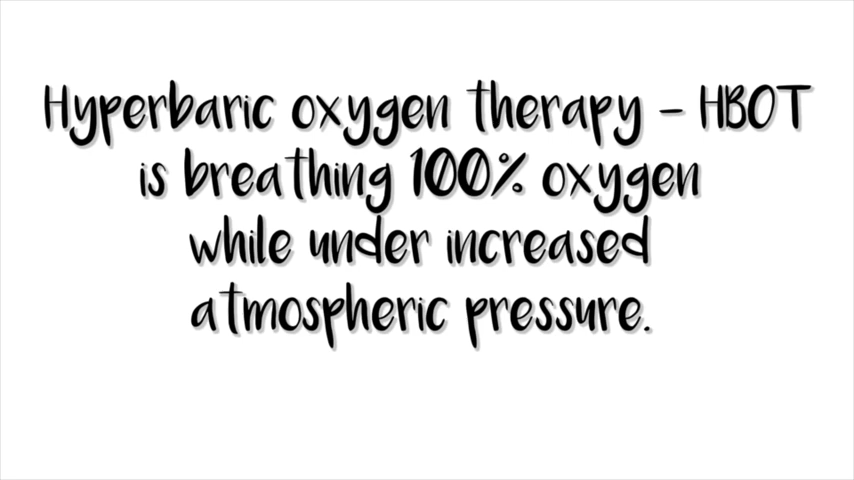 Hyperbaric oxygen therapy - HBOT
is breathing 100% oxygen
while under increased
atmospheric pressure.